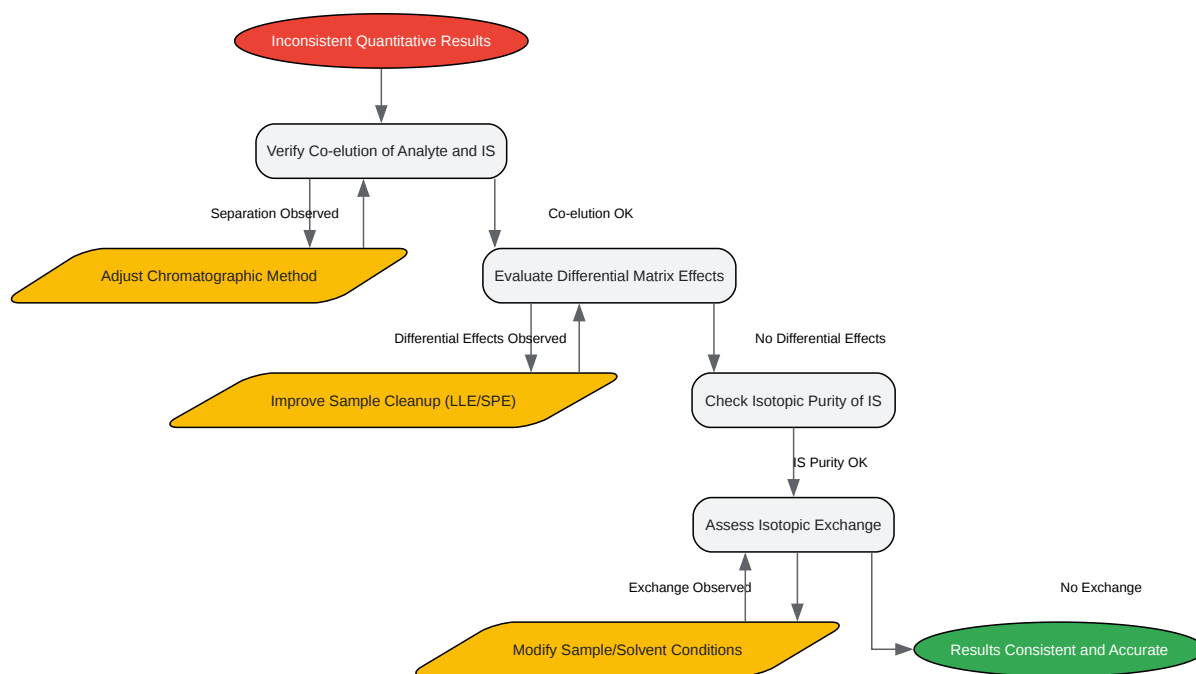 Inconsistent Quantitative Results
Verify Co-elution of Analyte and IS
Separation Observed
Co-elution OK
Adjust Chromatographic Method
Evaluate Differential Matrix Effects
Differential Effects Observed
No Differential Effects
Improve Sample Cleanup (LLE/SPE)
Check Isotopic Purity of IS
IS Purity OK
Assess Isotopic Exchange
Exchange Observed
No Exchange
Modify Sample/Solvent Conditions
Results Consistent and Accurate